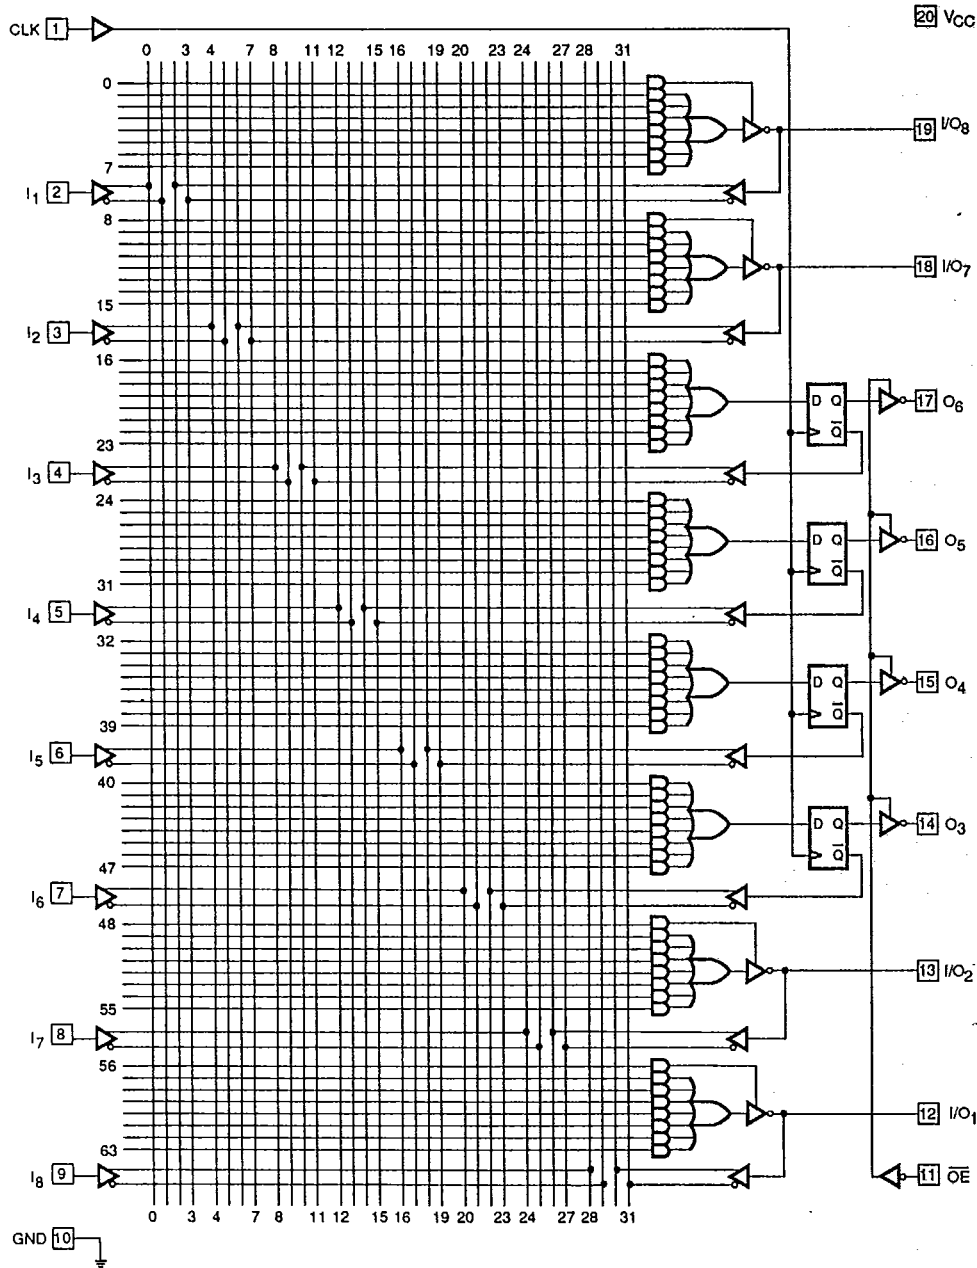 CLK 1
20 VCC
0 3 4 7 8 11 12 15 16 19 20 23 24 27 28 31
0
19 I/O8
7
I1 2
8
18 I/O7
15
I2 3
16
D Q
17 O6
Q̅
23
I3 4
24
D Q
16 O5
Q̅
31
I4 5
32
D Q
15 O4
Q̅
39
I5 6
40
D Q
14 O3
Q̅
47
I6 7
48
13 I/O2
55
I7 8
56
12 I/O1
63
I8 9
11 O̅E̅
0 3 4 7 8 11 12 15 16 19 20 23 24 27 28 31
GND 10